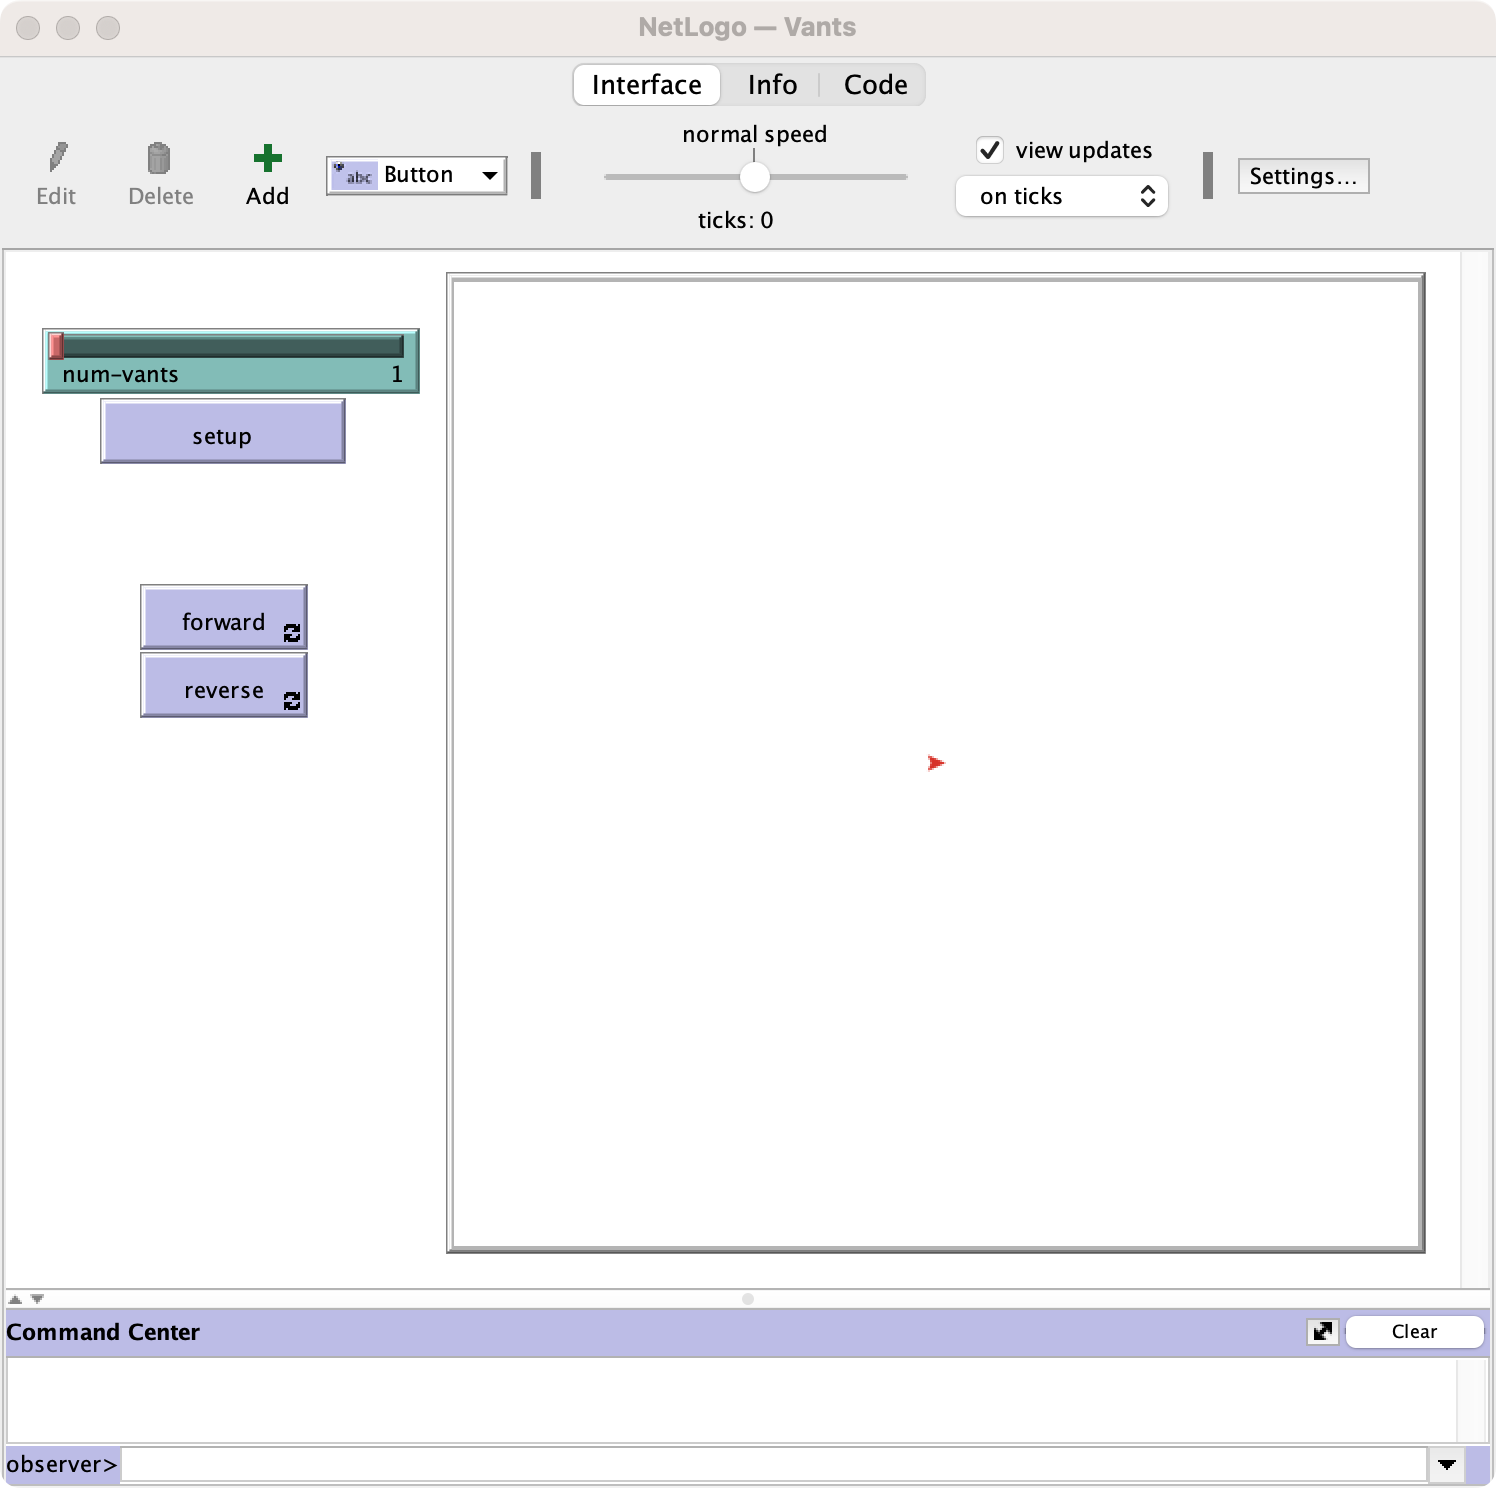 NetLogo — Vants
Interface Info Code
normal speed
view updates
Edit Delete Add abc Button on ticks Settings...
ticks: 0
num-vants 1
setup
forward
reverse
Command Center Clear
observer>